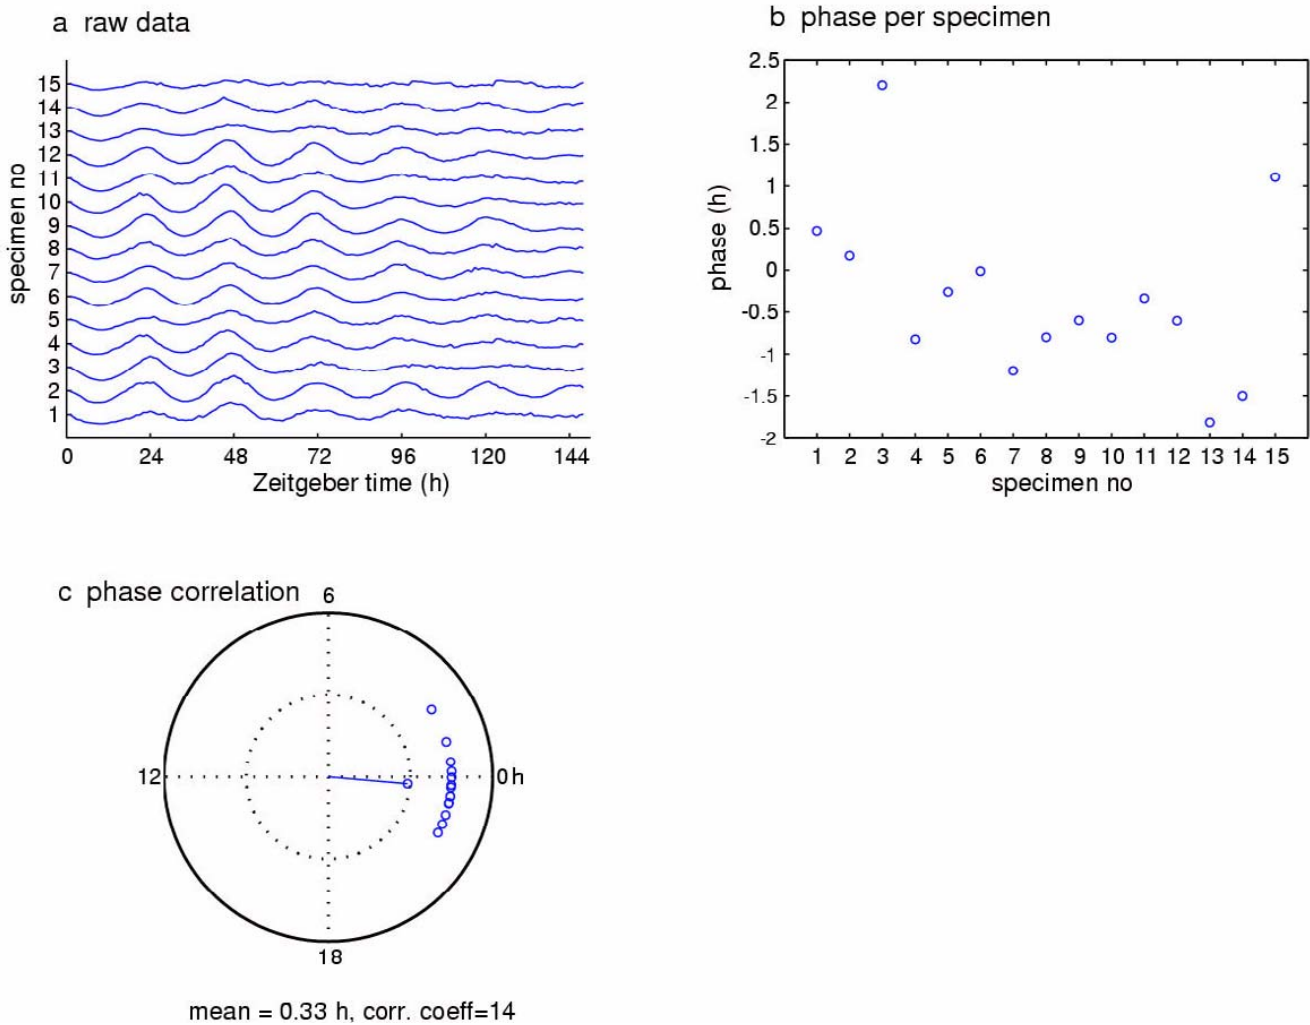 a raw data
15
14
13
12
11
10
9
8
7
6
5
4
3
2
1
specimen no
0 24 48 72 96 120 144
Zeitgeber time (h)
b phase per specimen
2.5
2
1.5
1
0.5
0
-0.5
-1
-1.5
-2
phase (h)
1 2 3 4 5 6 7 8 9 10 11 12 13 14 15
specimen no
c phase correlation
6
12
0h
18
mean = 0.33 h, corr. coeff=14